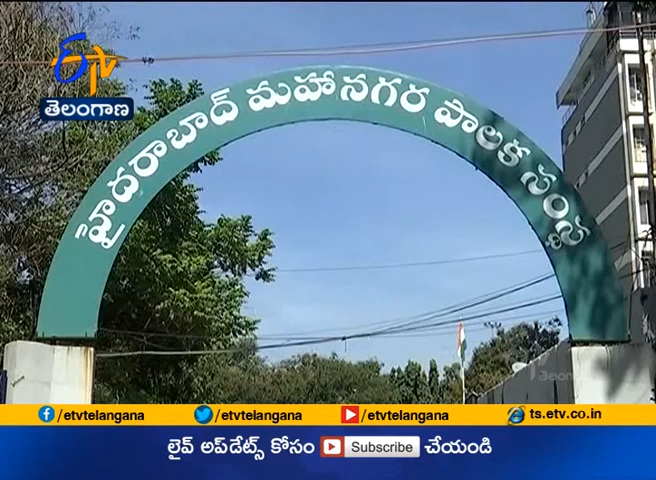 etv
తెలంగాణ
హైదరాబాద్ మహానగర పాలక సంస్థ
/etvtelangana /etvtelangana /etvtelangana ts.etv.co.in
లైవ్ అప్‌డేట్స్ కోసం Subscribe చేయండి